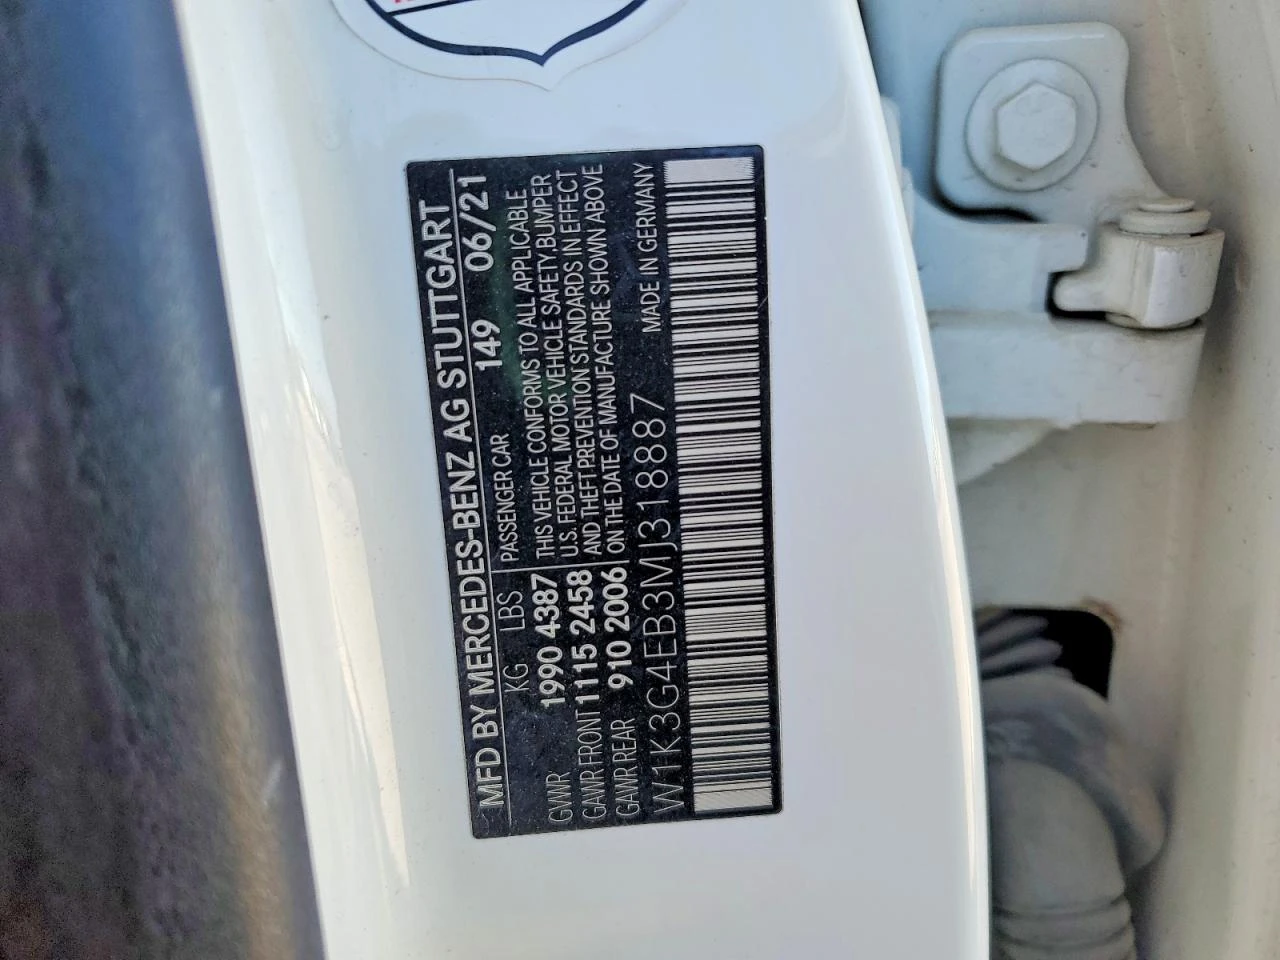 MFD BY MERCEDES-BENZ AG STUTTGART
149 06/21
KG LBS PASSENGER CAR
GVWR 1990 4387
GAWR FRONT 1115 2458
GAWR REAR 910 2006
THIS VEHICLE CONFORMS TO ALL APPLICABLE
U.S. FEDERAL MOTOR VEHICLE SAFETY,BUMPER
AND THEFT PREVENTION STANDARDS IN EFFECT
ON THE DATE OF MANUFACTURE SHOWN ABOVE
W1K3G4EB3MJ318887 MADE IN GERMANY